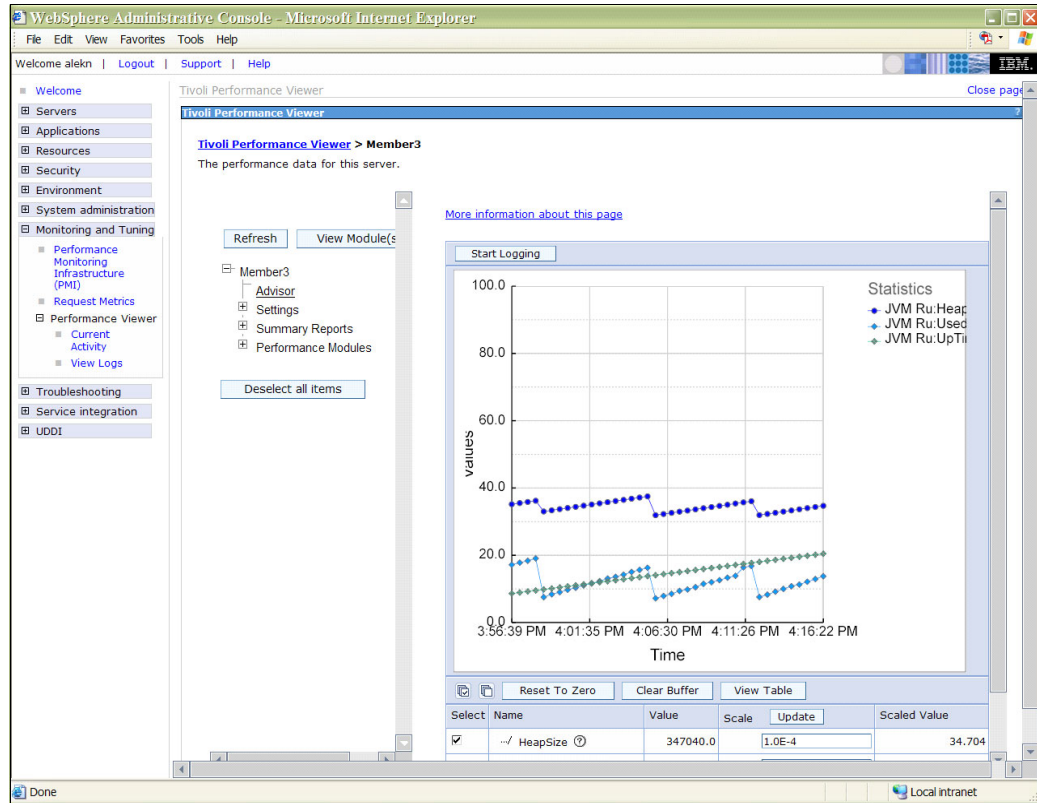 WebSphere Administrative Console - Microsoft Internet Explorer
File Edit View Favorites Tools Help
Welcome alekn | Logout | Support | Help
IBM.
Welcome
Servers
Applications
Resources
Security
Environment
System administration
Monitoring and Tuning
Performance
Monitoring
Infrastructure
(PMI)
Request Metrics
Performance Viewer
Current
Activity
View Logs
Troubleshooting
Service integration
UDDI
Tivoli Performance Viewer
Close page
Tivoli Performance Viewer
?
Tivoli Performance Viewer > Member3
The performance data for this server.
Refresh
View Module(s
Member3
Advisor
Settings
Summary Reports
Performance Modules
Deselect all items
More information about this page
Start Logging
100.0
80.0
60.0
40.0
20.0
0.0
values
3:56:39 PM 4:01:35 PM 4:06:30 PM 4:11:26 PM 4:16:22 PM
Time
Statistics
JVM Ru:Heap
JVM Ru:Used
JVM Ru:UpTi
Reset To Zero
Clear Buffer
View Table
Select Name Value Scale Update Scaled Value
HeapSize ? 347040.0 1.0E-4 34.704
Done
Local intranet